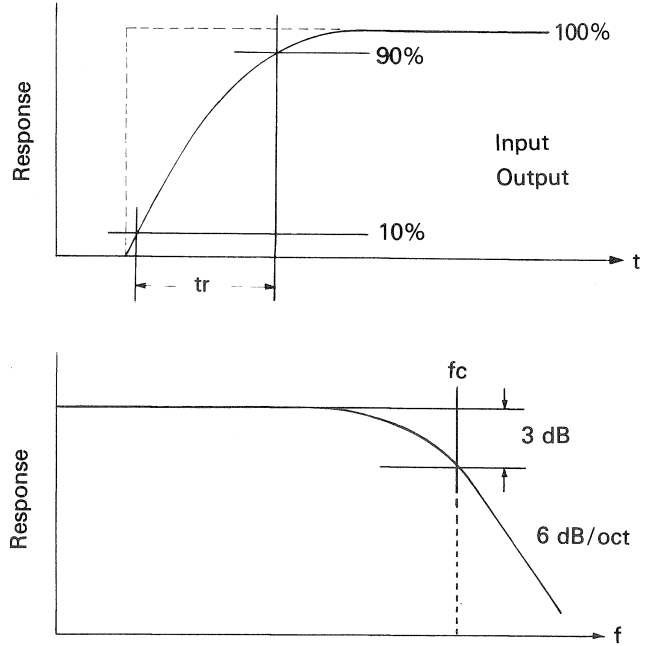 100%
90%
Response
Input
Output
10%
t
tr
fc
3 dB
Response
6 dB/oct
f